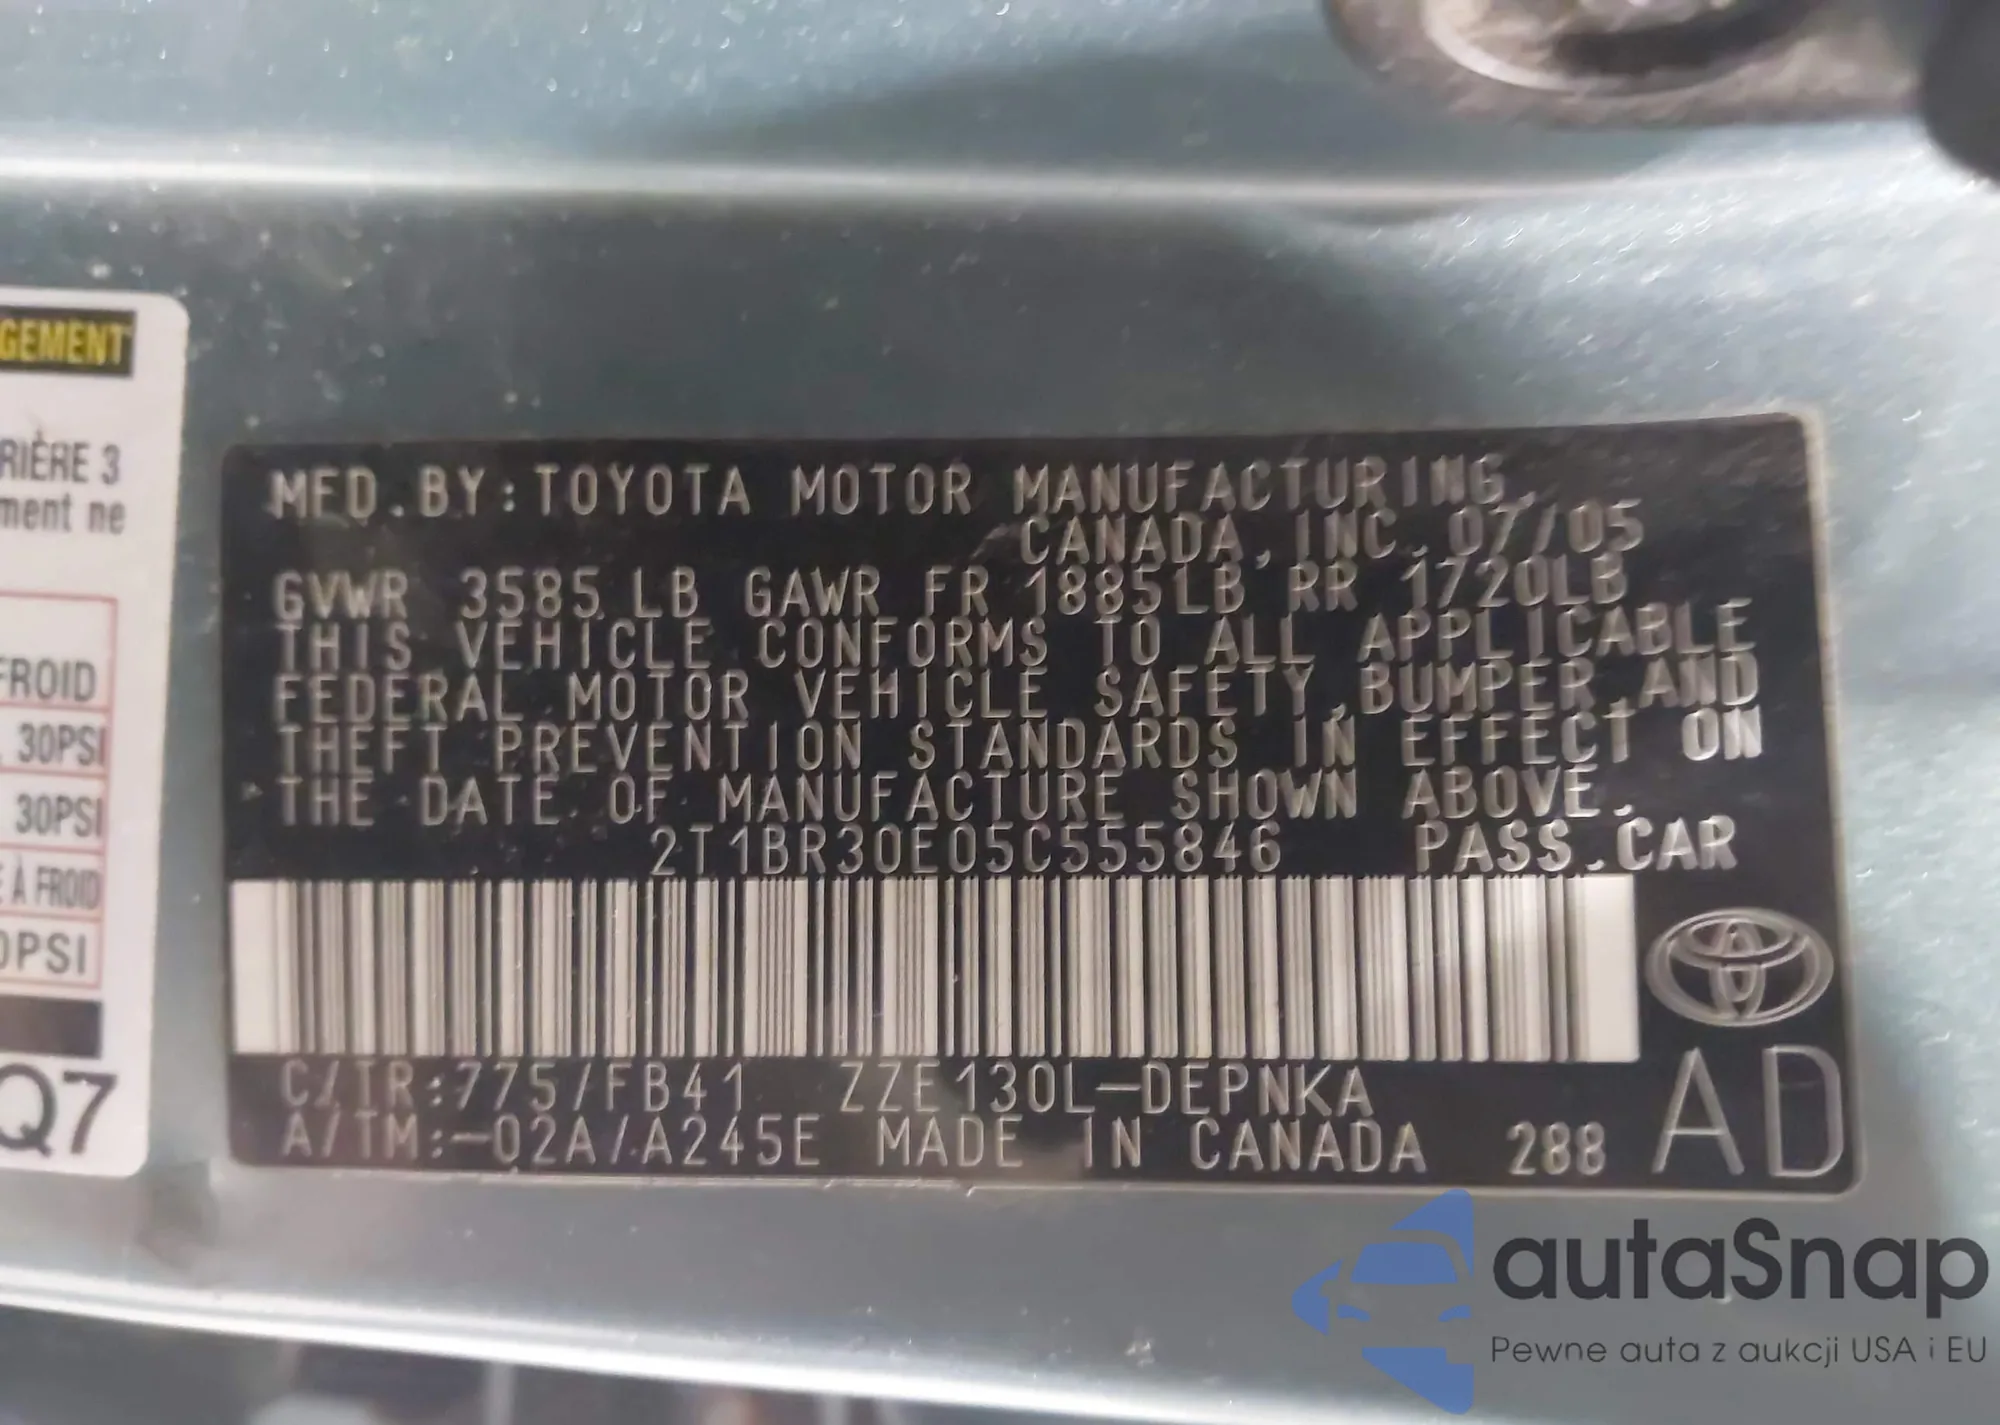 GEMENT
RIÈRE 3
ment ne
FROID
30PSI
30PSI
À FROID
0PSI
Q7
MFD.BY:TOYOTA MOTOR MANUFACTURING,
CANADA,INC. 07/05
GVWR 3585LB GAWR FR 1885LB RR 1720LB
THIS VEHICLE CONFORMS TO ALL APPLICABLE
FEDERAL MOTOR VEHICLE SAFETY,BUMPER,AND
THEFT PREVENTION STANDARDS IN EFFECT ON
THE DATE OF MANUFACTURE SHOWN ABOVE.
2T1BR30E05C555846 PASS.CAR
C/TR:775/FB41 ZZE130L-DEPNKA
A/TM:-02A/A245E MADE IN CANADA 288
AD
autaSnap
Pewne auta z aukcji USA i EU